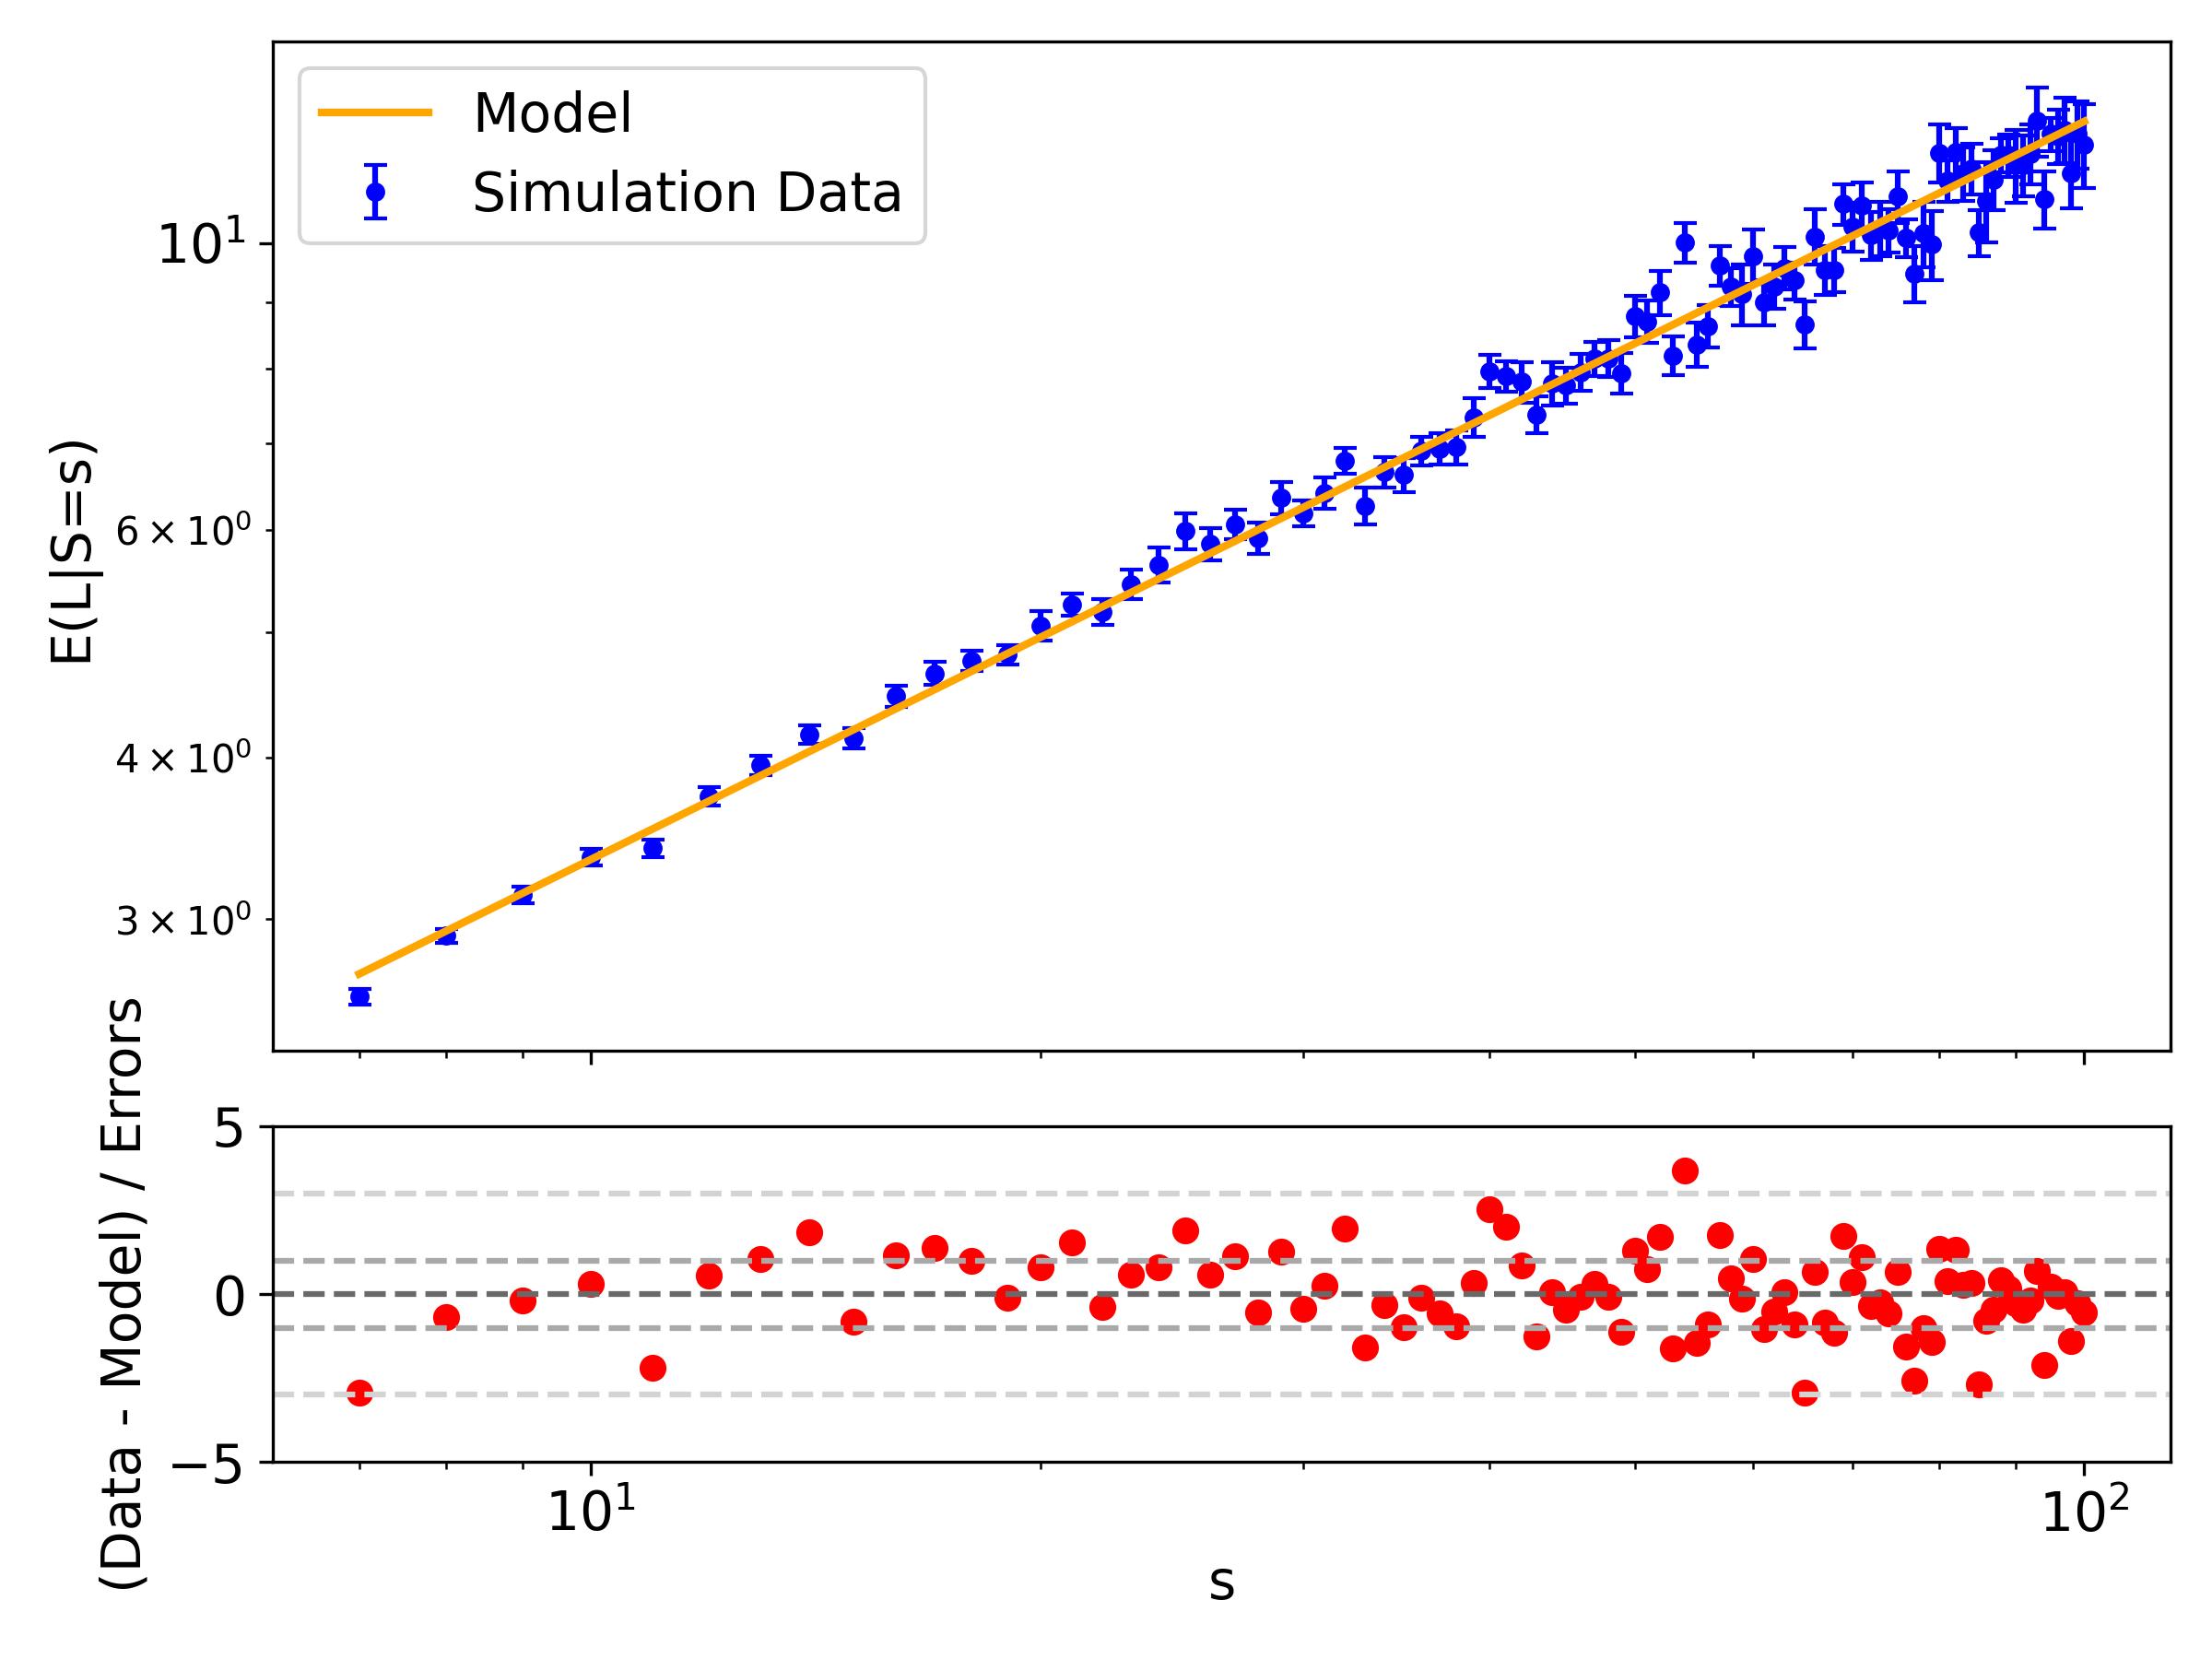 Model
Simulation Data
10¹
6 × 10⁰
4 × 10⁰
3 × 10⁰
E(L|S=s)
5
0
−5
(Data - Model) / Errors
10¹
10²
s